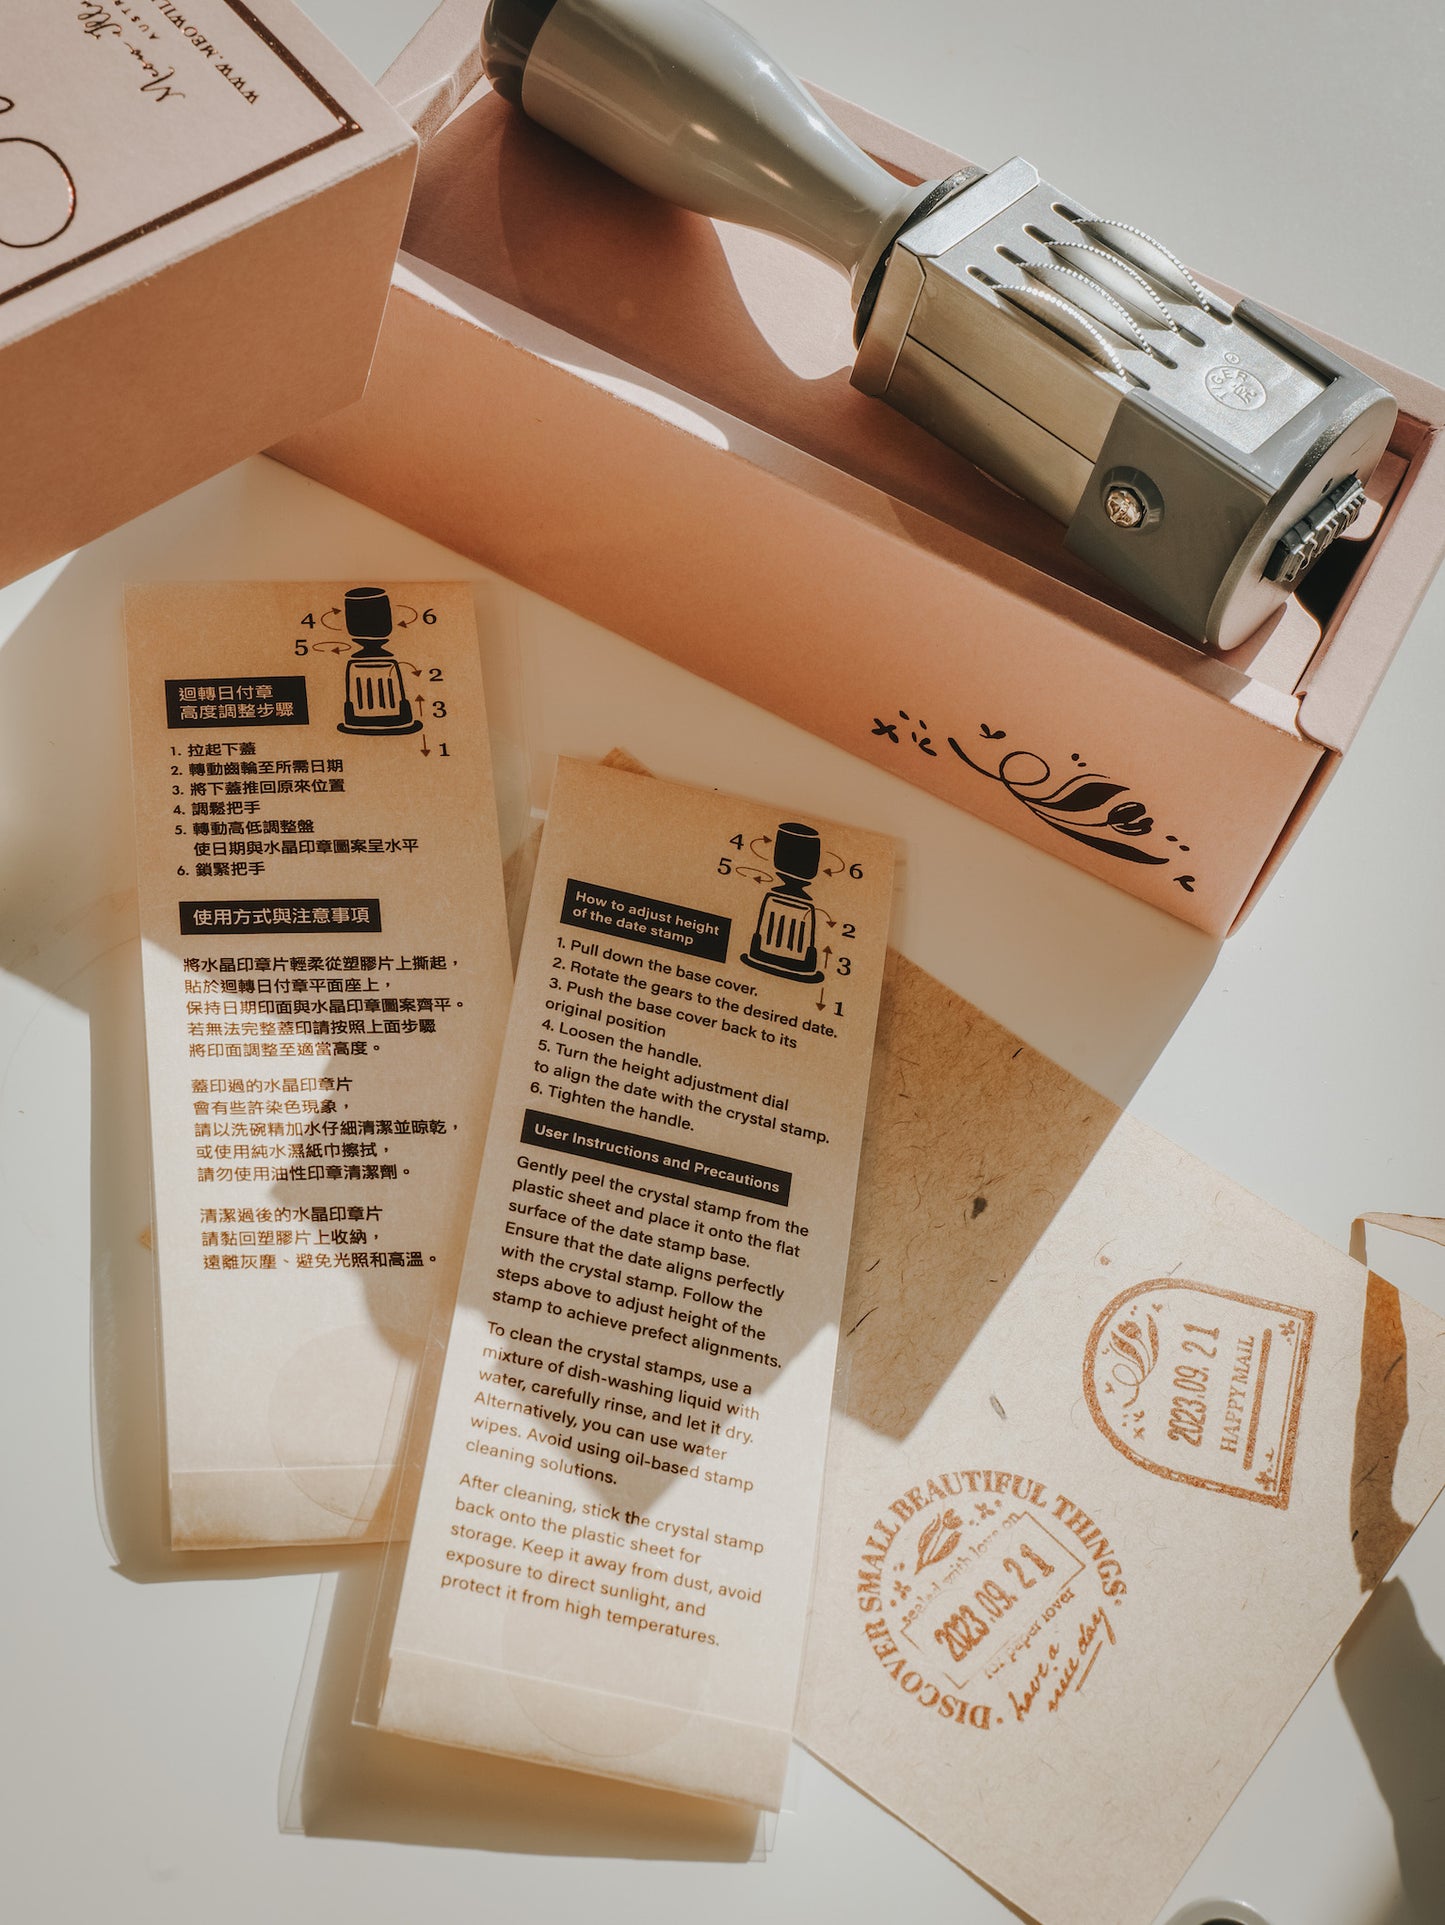 WWW.MEOWILL
Meow Ill
AUSTR
TIGER
4
6
5
2
3
1
迴轉日付章
高度調整步驟
1. 拉起下蓋
2. 轉動齒輪至所需日期
3. 將下蓋推回原來位置
4. 調鬆把手
5. 轉動高低調整盤
使日期與水晶印章圖案呈水平
6. 鎖緊把手
使用方式與注意事項
將水晶印章片輕柔從塑膠片上撕起，
貼於迴轉日付章平面座上，
保持日期印面與水晶印章圖案齊平。
若無法完整蓋印請按照上面步驟
將印面調整至適當高度。
蓋印過的水晶印章片
會有些許染色現象，
請以洗碗精加水仔細清潔並晾乾，
或使用純水濕紙巾擦拭，
請勿使用油性印章清潔劑。
清潔過後的水晶印章片
請黏回塑膠片上收納，
遠離灰塵、避免光照和高溫。
4
6
5
2
3
1
How to adjust height
of the date stamp
1. Pull down the base cover.
2. Rotate the gears to the desired date.
3. Push the base cover back to its
original position
4. Loosen the handle.
5. Turn the height adjustment dial
to align the date with the crystal stamp.
6. Tighten the handle.
User Instructions and Precautions
Gently peel the crystal stamp from the
plastic sheet and place it onto the flat
surface of the date stamp base.
Ensure that the date aligns perfectly
with the crystal stamp. Follow the
steps above to adjust height of the
stamp to achieve prefect alignments.
To clean the crystal stamps, use a
mixture of dish-washing liquid with
water, carefully rinse, and let it dry.
Alternatively, you can use water
wipes. Avoid using oil-based stamp
cleaning solutions.
After cleaning, stick the crystal stamp
back onto the plastic sheet for
storage. Keep it away from dust, avoid
exposure to direct sunlight, and
protect it from high temperatures.
2023.09.21
HAPPY MAIL
DISCOVER SMALL BEAUTIFUL THINGS
sealed with love on
2023.09.21
for paper lover
have a
nice day